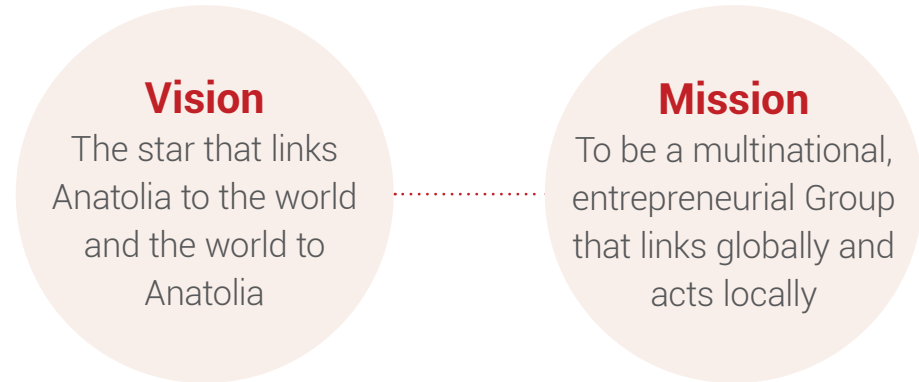 Vision
The star that links
Anatolia to the world
and the world to
Anatolia
Mission
To be a multinational,
entrepreneurial Group
that links globally and
acts locally